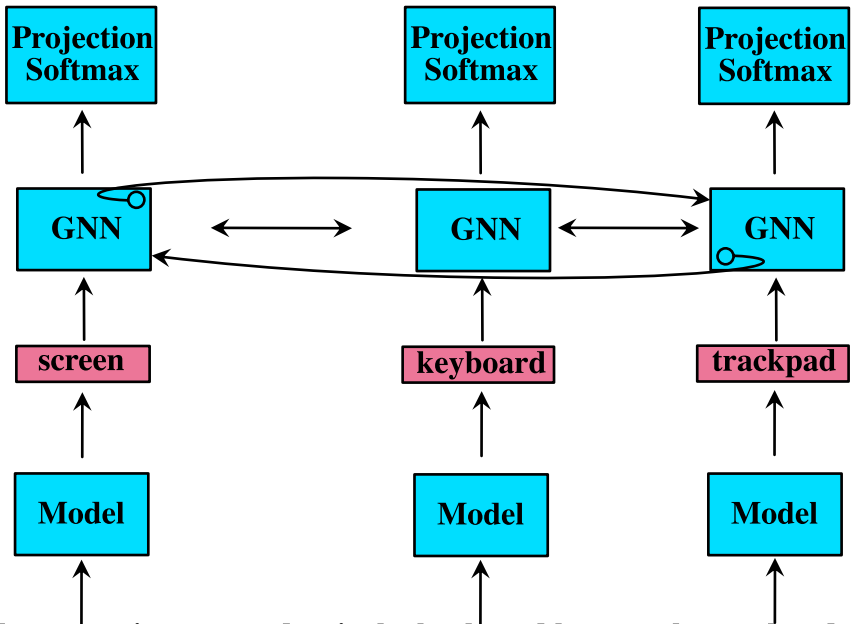 Projection Projection Projection
Softmax Softmax Softmax
GNN GNN GNN
screen keyboard trackpad
Model Model Model